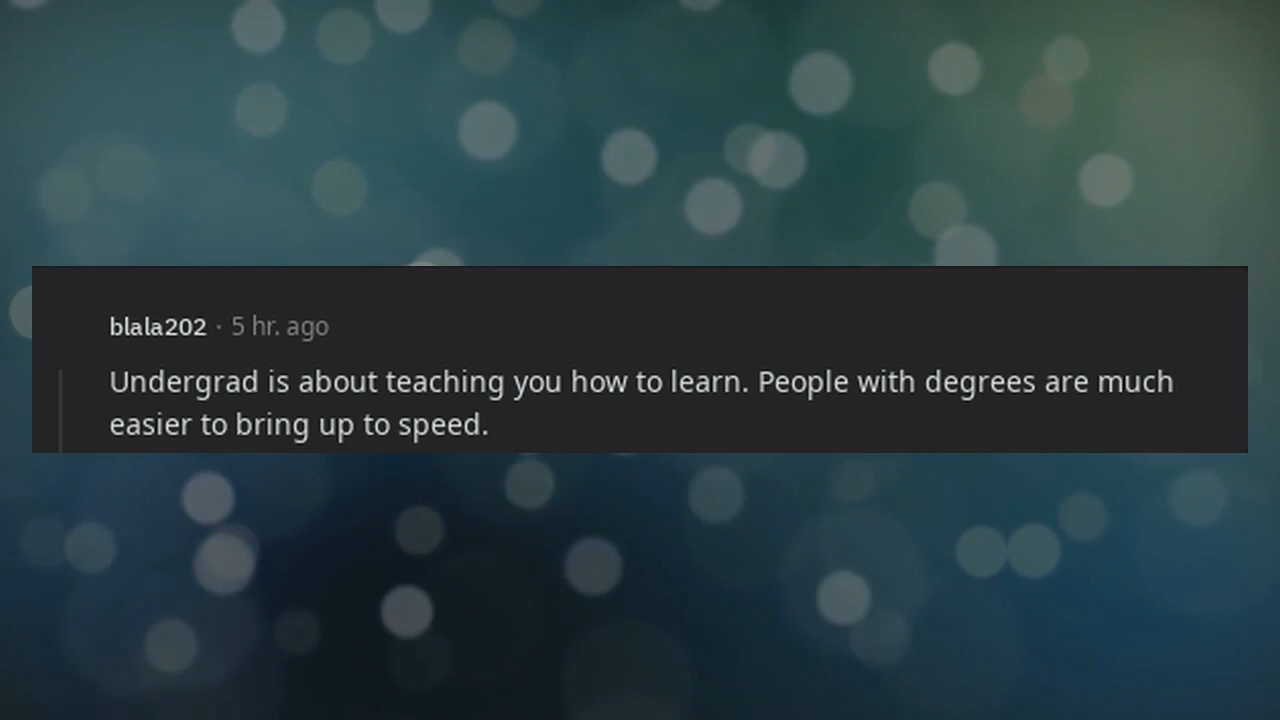 blala202 · 5 hr. ago
Undergrad is about teaching you how to learn. People with degrees are much
easier to bring up to speed.